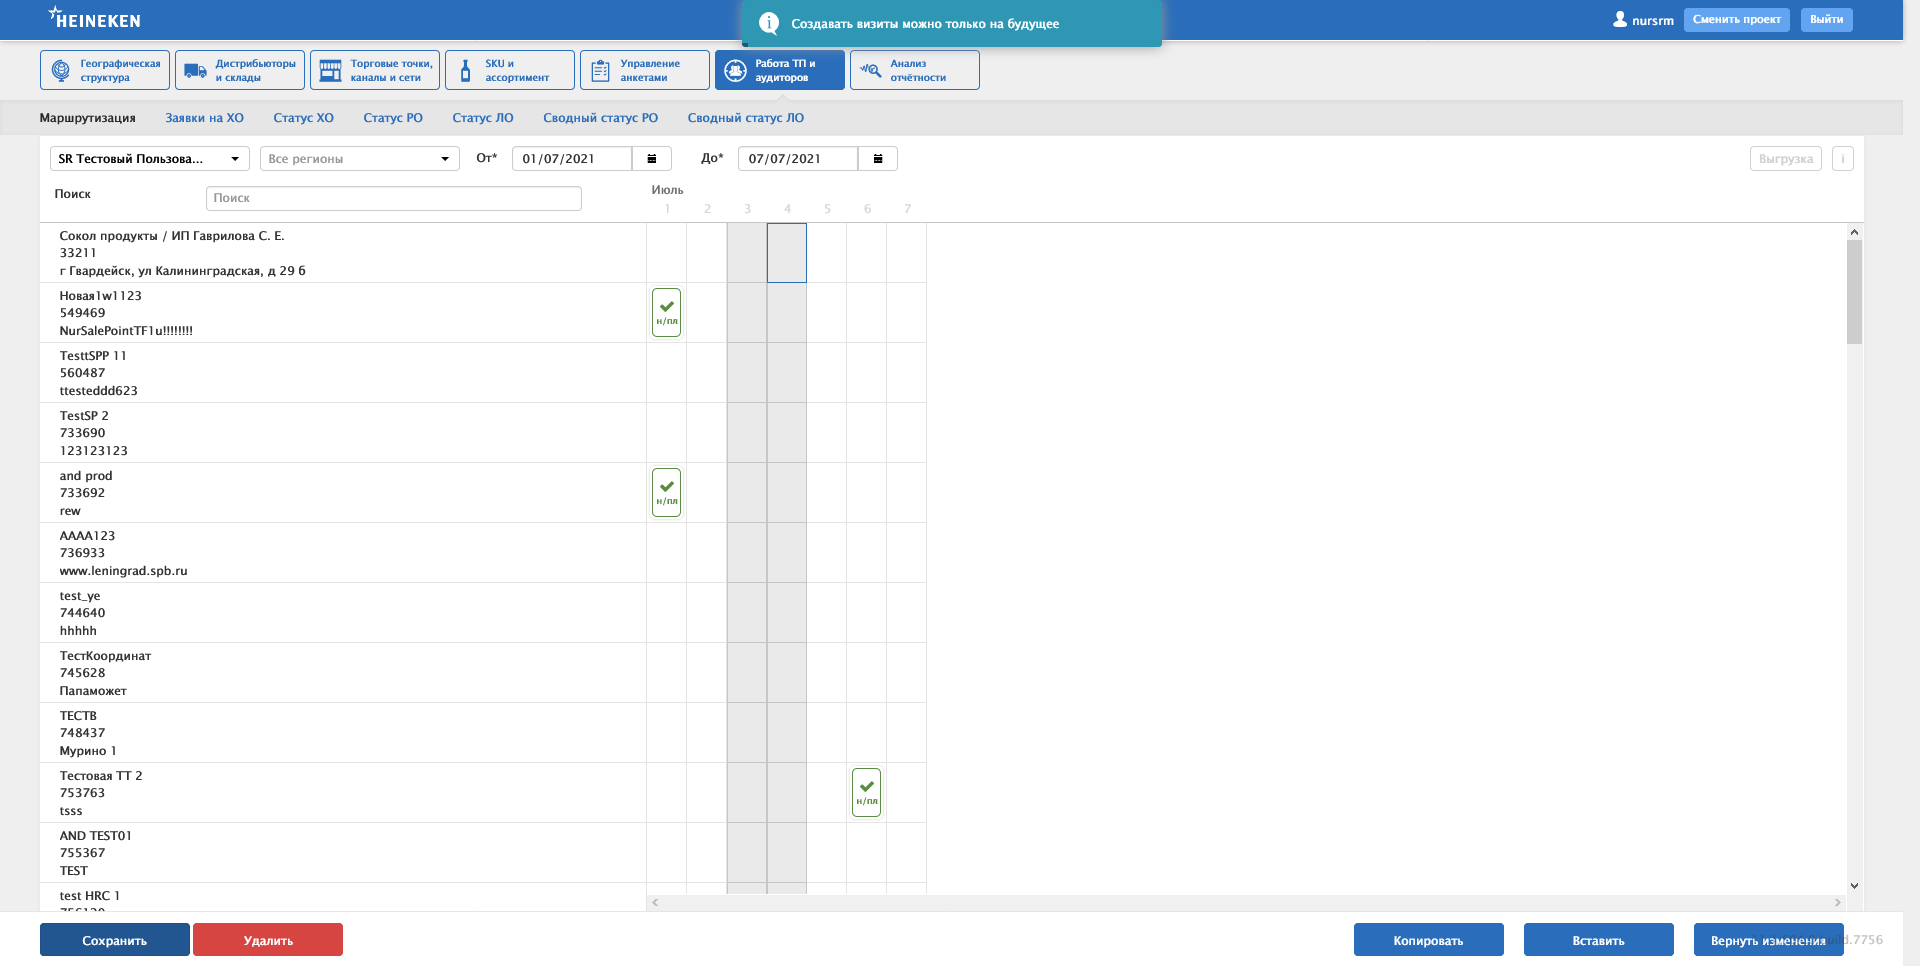 HEINEKEN
Создавать визиты можно только на будущее
nursrm
Сменить проект
Выйти
Географическая структура
Дистрибьюторы и склады
Торговые точки, каналы и сети
SKU и ассортимент
Управление анкетами
Работа ТП и аудиторов
Анализ отчётности
Маршрутизация
Заявки на ХО
Статус ХО
Статус РО
Статус ЛО
Сводный статус РО
Сводный статус ЛО
SR Тестовый Пользова...
Все регионы
От*
01/07/2021
До*
07/07/2021
Выгрузка
i
Поиск
Поиск
Июль
1 2 3 4 5 6 7
Сокол продукты / ИП Гаврилова С. Е.
33211
г Гвардейск, ул Калининградская, д 29 б
Новая1w1123
549469
NurSalePointTF1u!!!!!!!!
н/пл
TesttSPP 11
560487
ttesteddd623
TestSP 2
733690
123123123
and prod
733692
rew
н/пл
AAAA123
736933
www.leningrad.spb.ru
test_ye
744640
hhhhh
ТестКоординат
745628
Папаможет
ТЕСТВ
748437
Мурино 1
Тестовая ТТ 2
753763
tsss
н/пл
AND TEST01
755367
TEST
test HRC 1
Сохранить
Удалить
Копировать
Вставить
Вернуть изменения